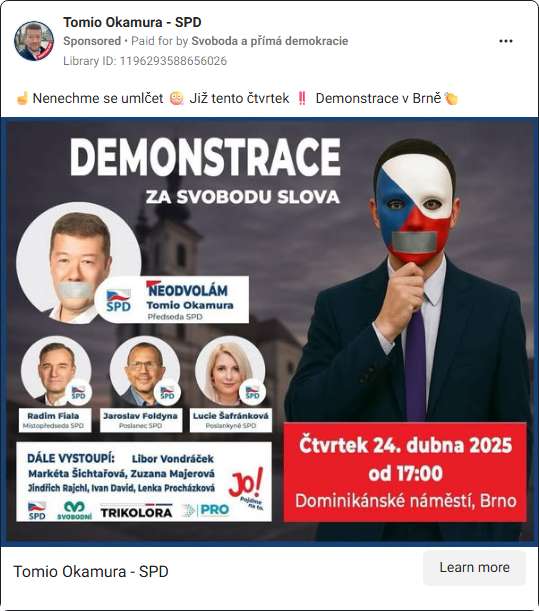 Tomio Okamura - SPD
Sponsored • Paid for by Svoboda a přímá demokracie
Library ID: 1196293588656026
☝Nenechme se umlčet 😳 Již tento čtvrtek ‼ Demonstrace v Brně👏
DEMONSTRACE
ZA SVOBODU SLOVA
SPD
NEODVOLÁM
Tomio Okamura
Předseda SPD
SPD
SPD
SPD
Radim Fiala
Místopředseda SPD
Jaroslav Foldyna
Poslanec SPD
Lucie Šafránková
Poslankyně SPD
DÁLE VYSTOUPÍ: Libor Vondráček
Markéta Šichtařová, Zuzana Majerová
Jindřich Rajchl, Ivan David, Lenka Procházková
Jo!
Pojďme na to.
SPD
SVOBODNÍ
TRIKOLORA
PRO
Čtvrtek 24. dubna 2025
od 17:00
Dominikánské náměstí, Brno
Tomio Okamura - SPD
Learn more